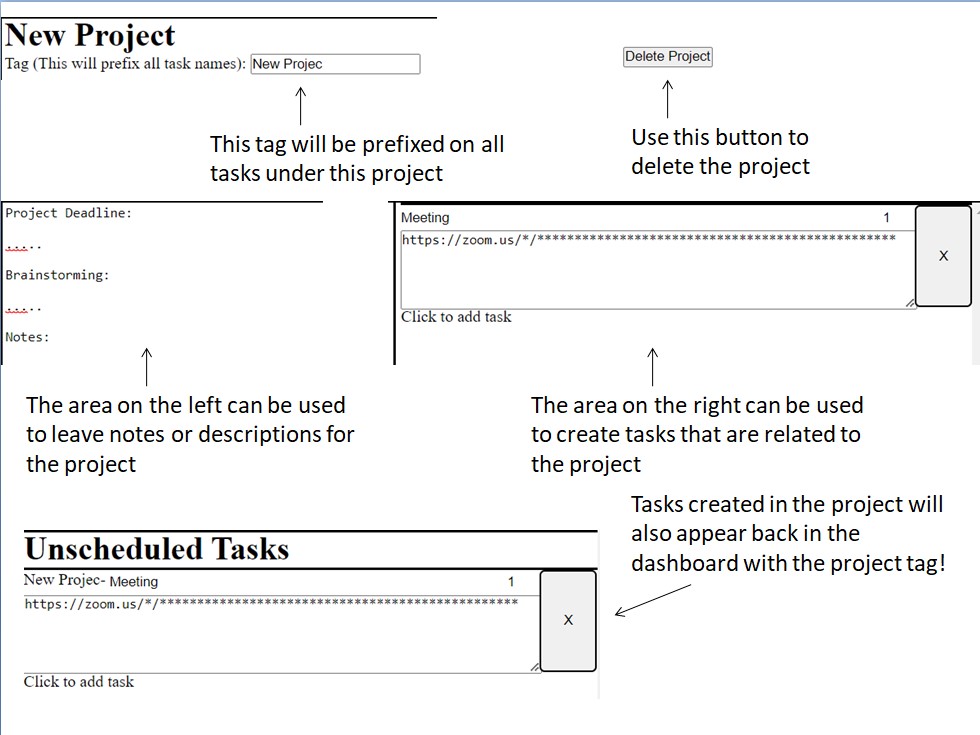 New Project
Tag (This will prefix all task names): New Projec
Delete Project
This tag will be prefixed on all
tasks under this project
Use this button to
delete the project
Project Deadline:
.....
Brainstorming:
.....
Notes:
Meeting 1
https://zoom.us/*/************************************************
X
Click to add task
The area on the left can be used
to leave notes or descriptions for
the project
The area on the right can be used
to create tasks that are related to
the project
Tasks created in the project will
also appear back in the
dashboard with the project tag!
Unscheduled Tasks
New Projec- Meeting 1
https://zoom.us/*/************************************************
X
Click to add task